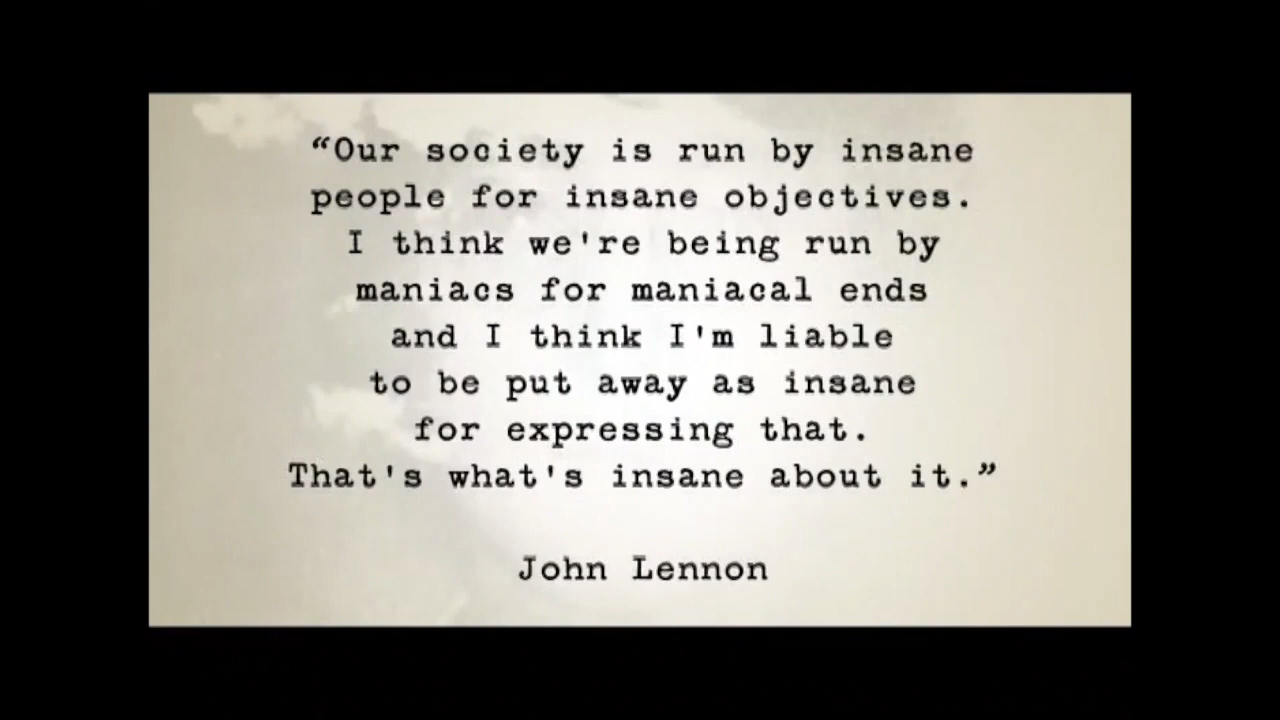 “Our society is run by insane
people for insane objectives.
I think we're being run by
maniacs for maniacal ends
and I think I'm liable
to be put away as insane
for expressing that.
That's what's insane about it.”
John Lennon